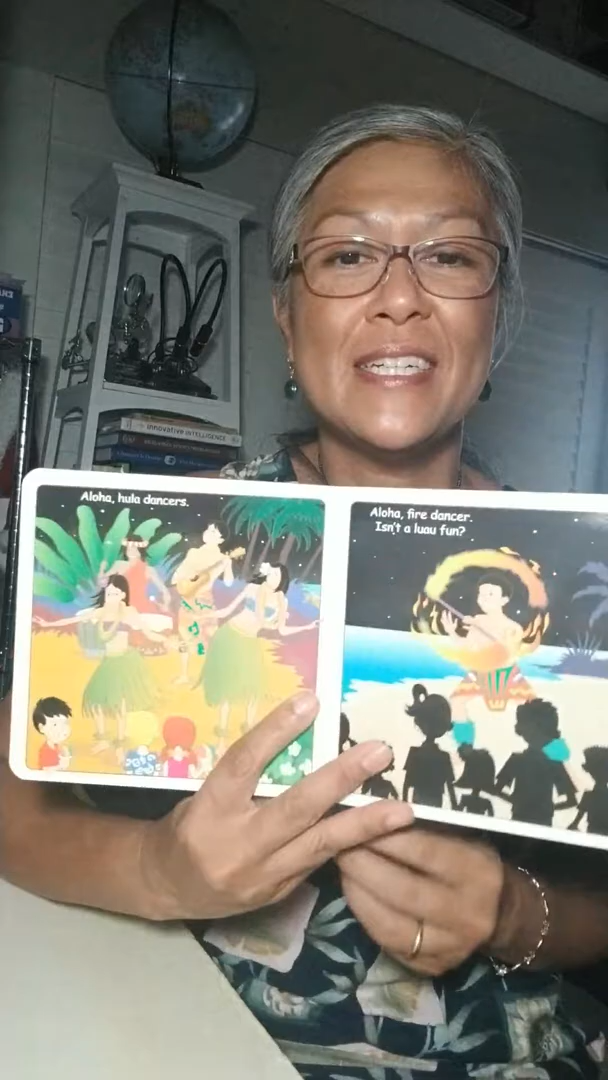 Aloha, hula dancers.
Aloha, fire dancer.
Isn't a luau fun?
innovative INTELLIGENCE